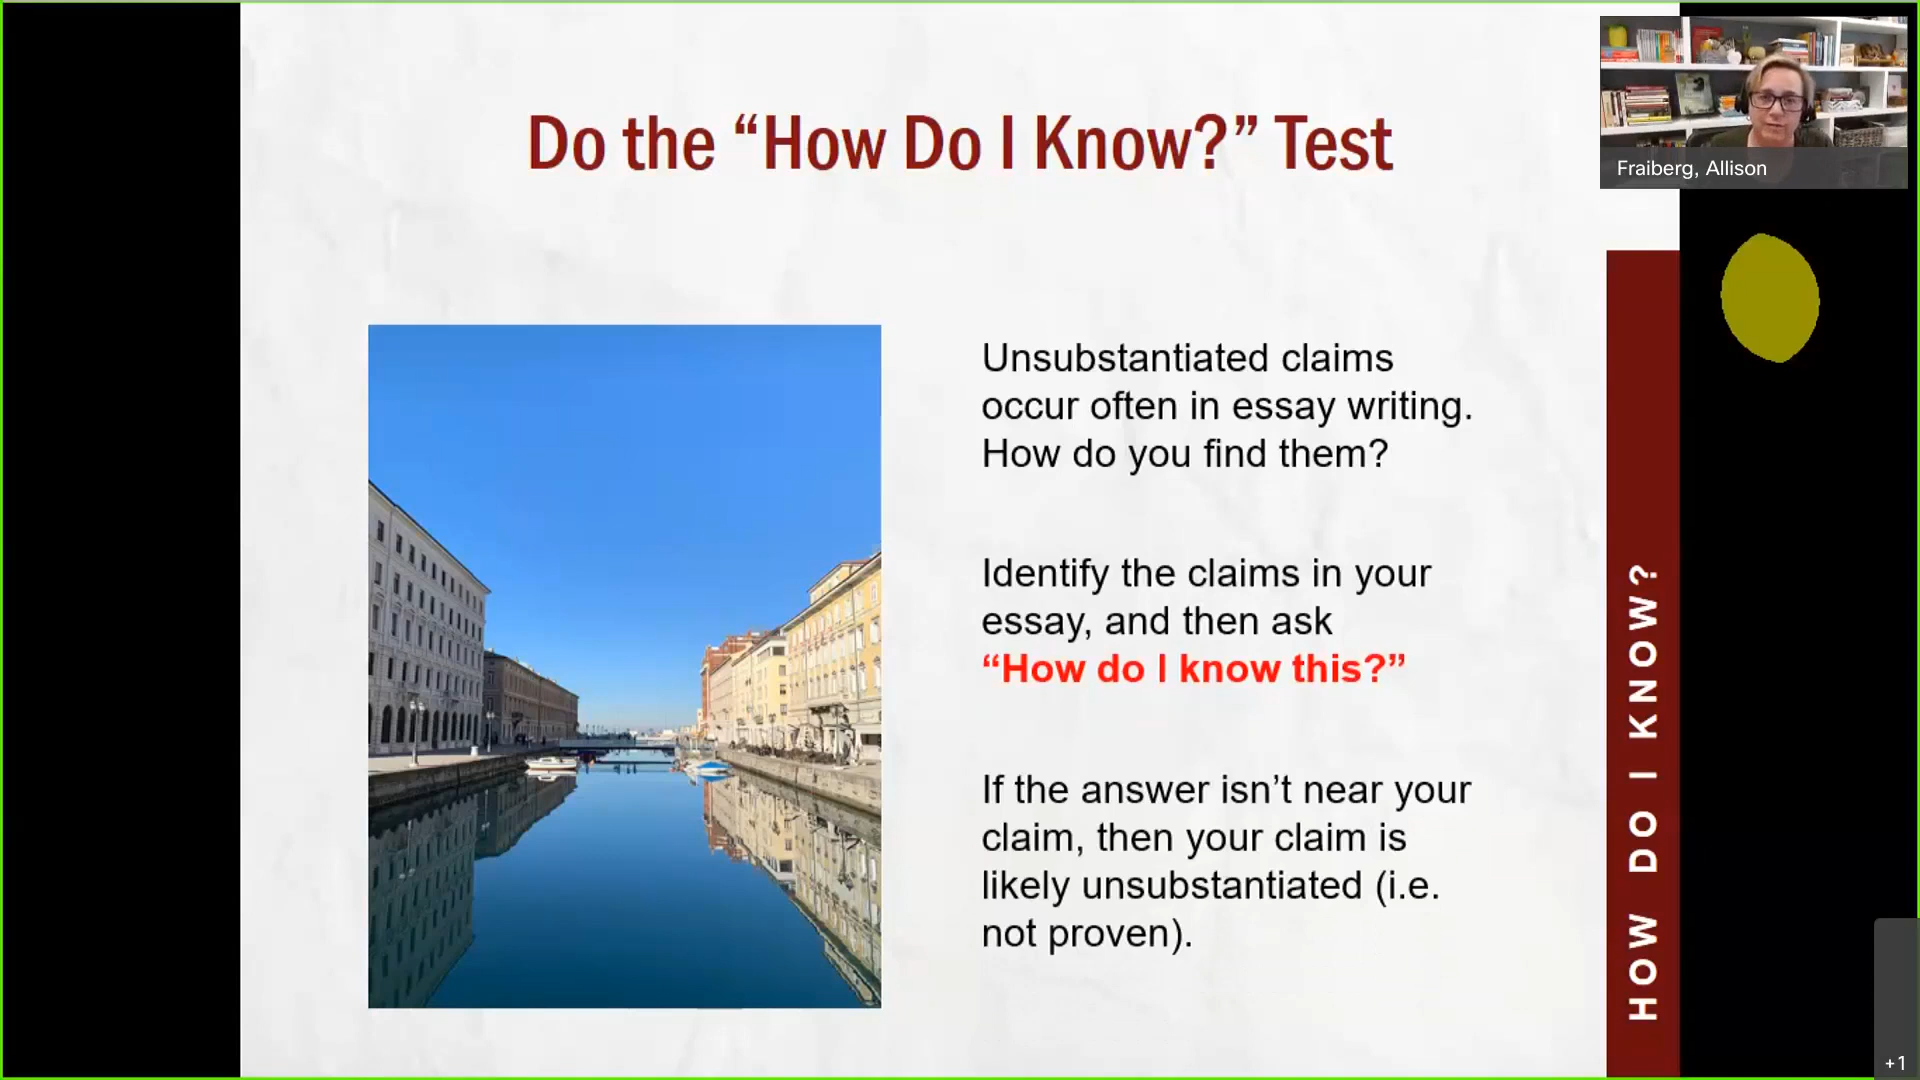 Do the “How Do I Know?” Test
Fraiberg, Allison
Unsubstantiated claims
occur often in essay writing.
How do you find them?
Identify the claims in your
essay, and then ask
“How do I know this?”
If the answer isn’t near your
claim, then your claim is
likely unsubstantiated (i.e.
not proven).
HOW DO I KNOW?
+1